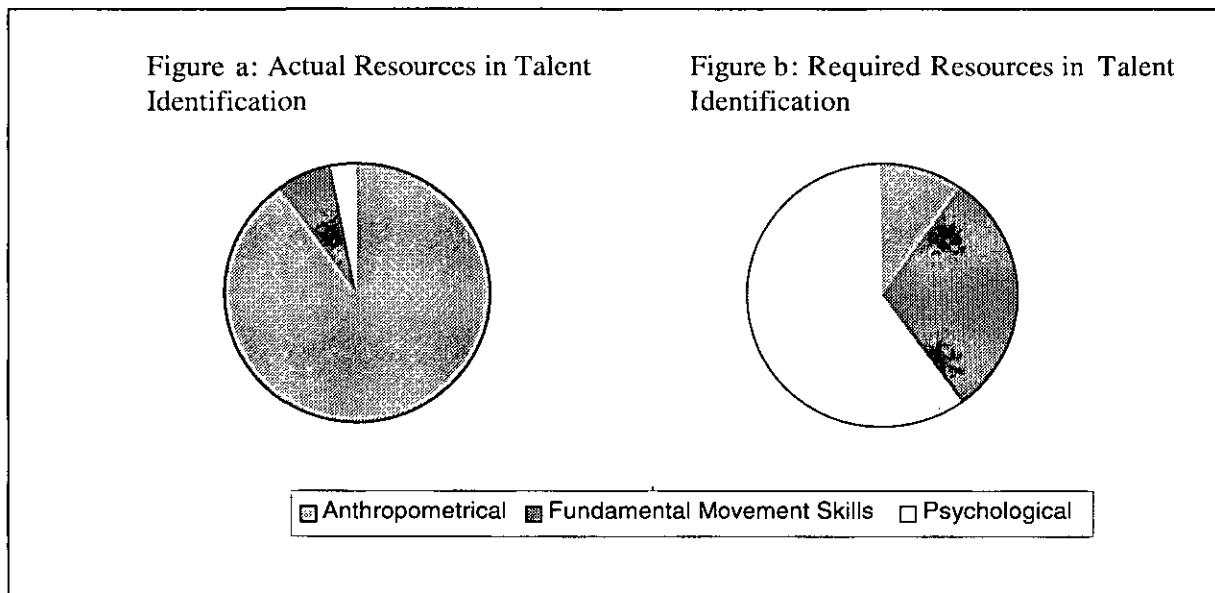 Figure a: Actual Resources in Talent
Identification
Figure b: Required Resources in Talent
Identification
Anthropometrical Fundamental Movement Skills Psychological